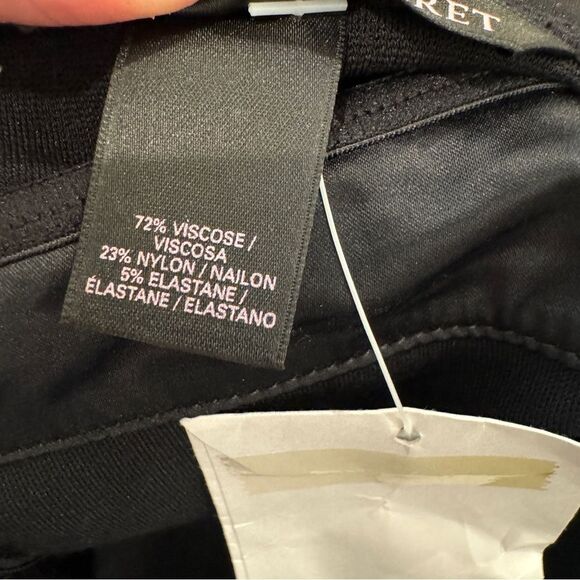 RET
72% VISCOSE /
VISCOSA
23% NYLON / NAILON
5% ELASTANE /
ÉLASTANE / ELASTANO